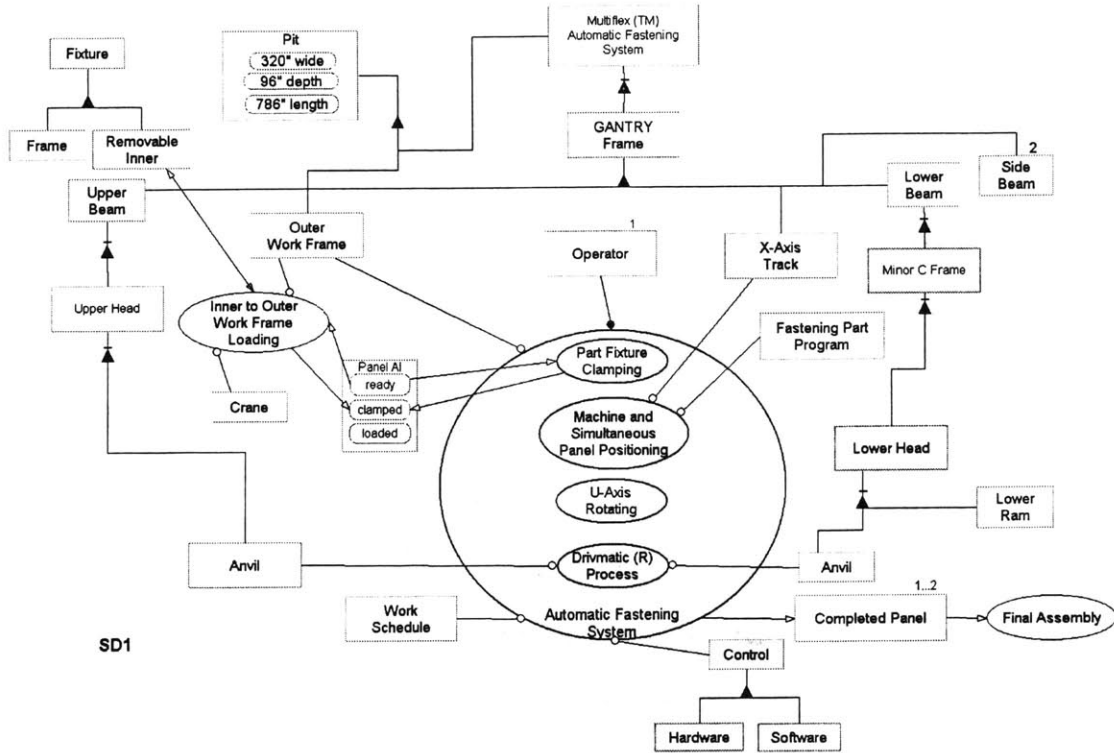 Multiflex (TM)
Automatic Fastening
System
Pit
320" wide
96" depth
786" length
Fixture
Frame
Removable
Inner
GANTRY
Frame
2
Side
Beam
Upper
Beam
Lower
Beam
Outer
Work Frame
1
Operator
X-Axis
Track
Minor C Frame
Upper Head
Inner to Outer
Work Frame
Loading
Fastening Part
Program
Part Fixture
Clamping
Panel Al
ready
clamped
loaded
Crane
Machine and
Simultaneous
Panel Positioning
Lower Head
U-Axis
Rotating
Lower
Ram
Anvil
Drivmatic (R)
Process
Anvil
1...2
Work
Schedule
Automatic Fastening
System
Completed Panel
Final Assembly
SD1
Control
Hardware
Software